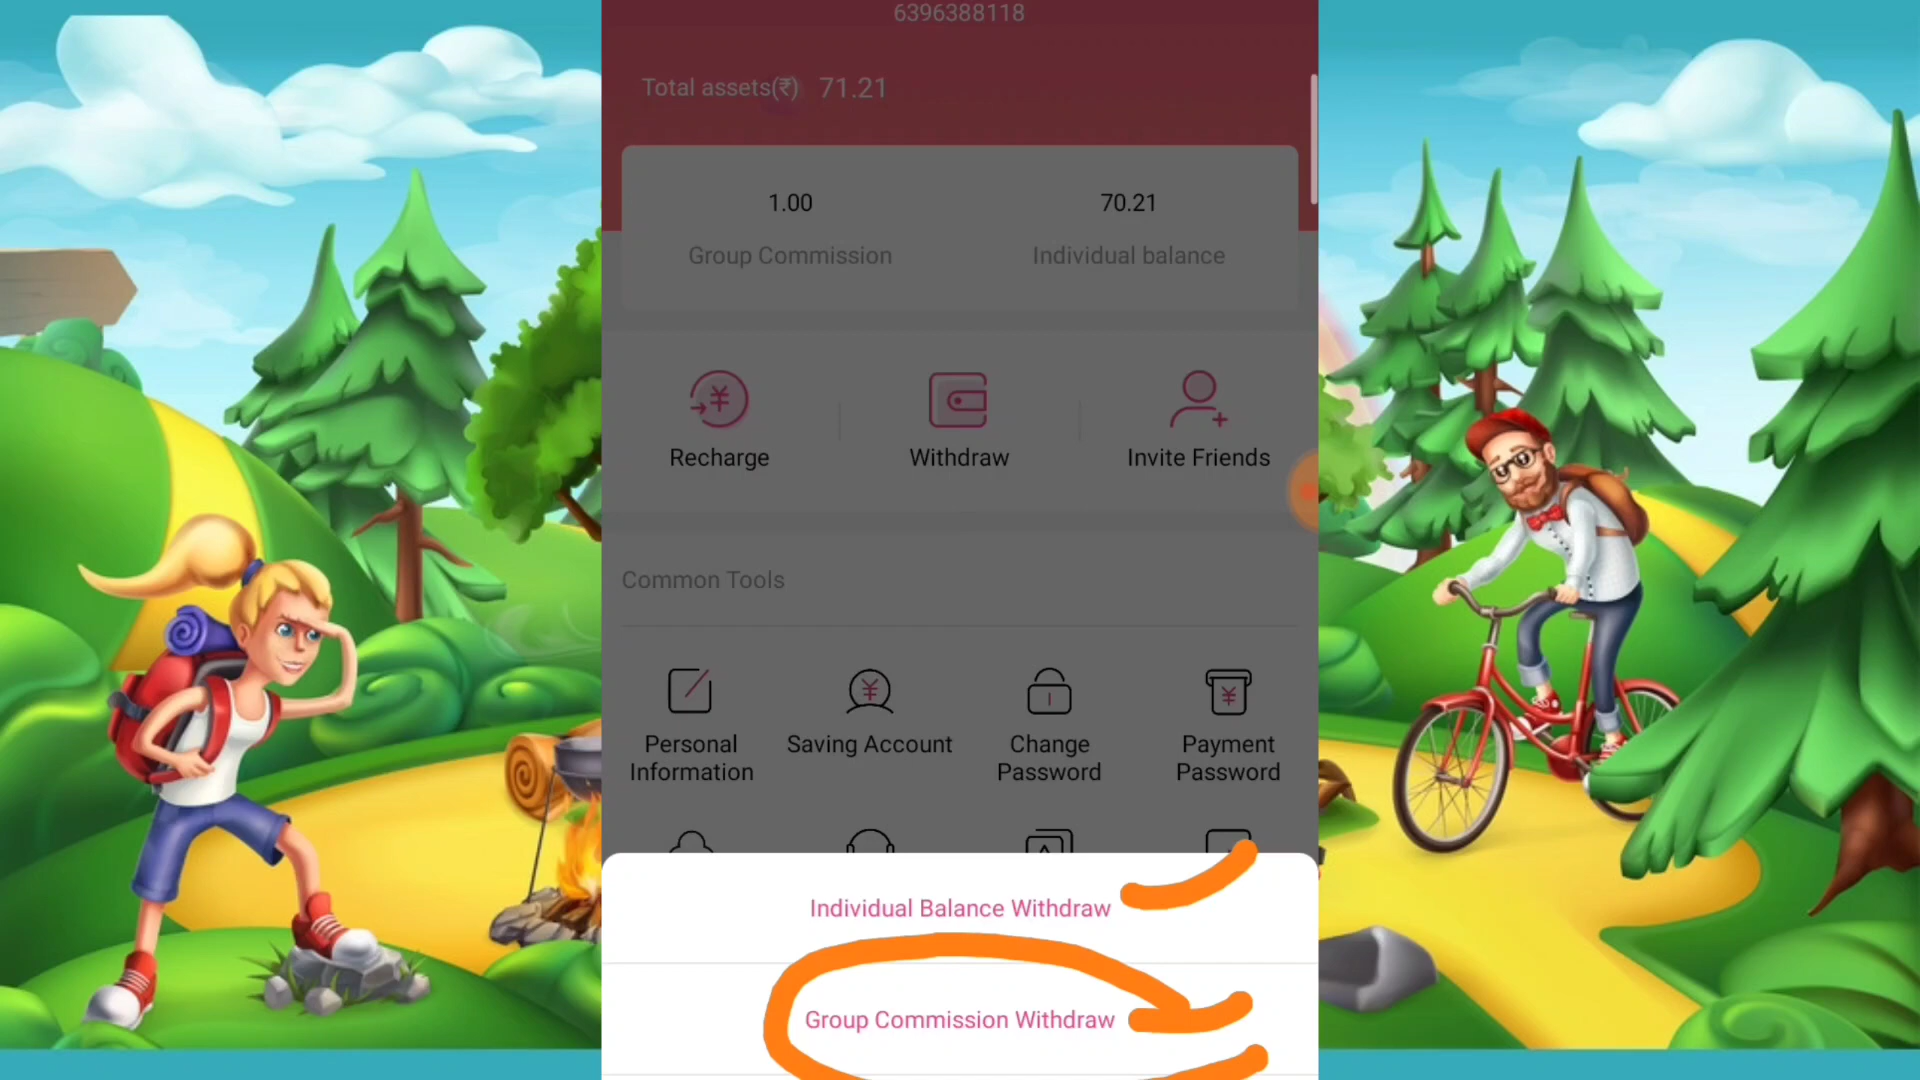 6396388118
Total assets(₹) 71.21
1.00 70.21
Group Commission Individual balance
Recharge Withdraw Invite Friends
Common Tools
Personal Information
Saving Account
Change Password
Payment Password
Individual Balance Withdraw
Group Commission Withdraw